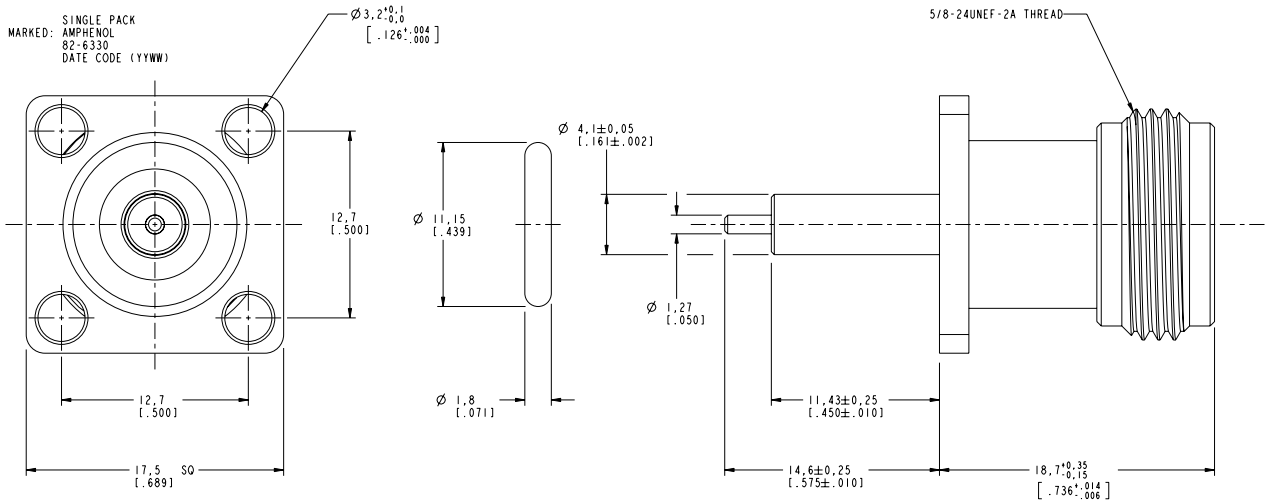 SINGLE PACK
MARKED: AMPHENOL
82-6330
DATE CODE (YYWW)
Ø3,2+0,1 -0,0
[.126+.004 -.000]
5/8-24UNEF-2A THREAD
Ø 4,1±0,05
[.161±.002]
12,7
[.500]
Ø 11,15
[.439]
Ø 1,27
[.050]
12,7
[.500]
Ø 1,8
[.071]
11,43±0,25
[.450±.010]
17,5 SQ
[.689]
14,6±0,25
[.575±.010]
18,7+0,35 -0,15
[.736+.014 -.006]